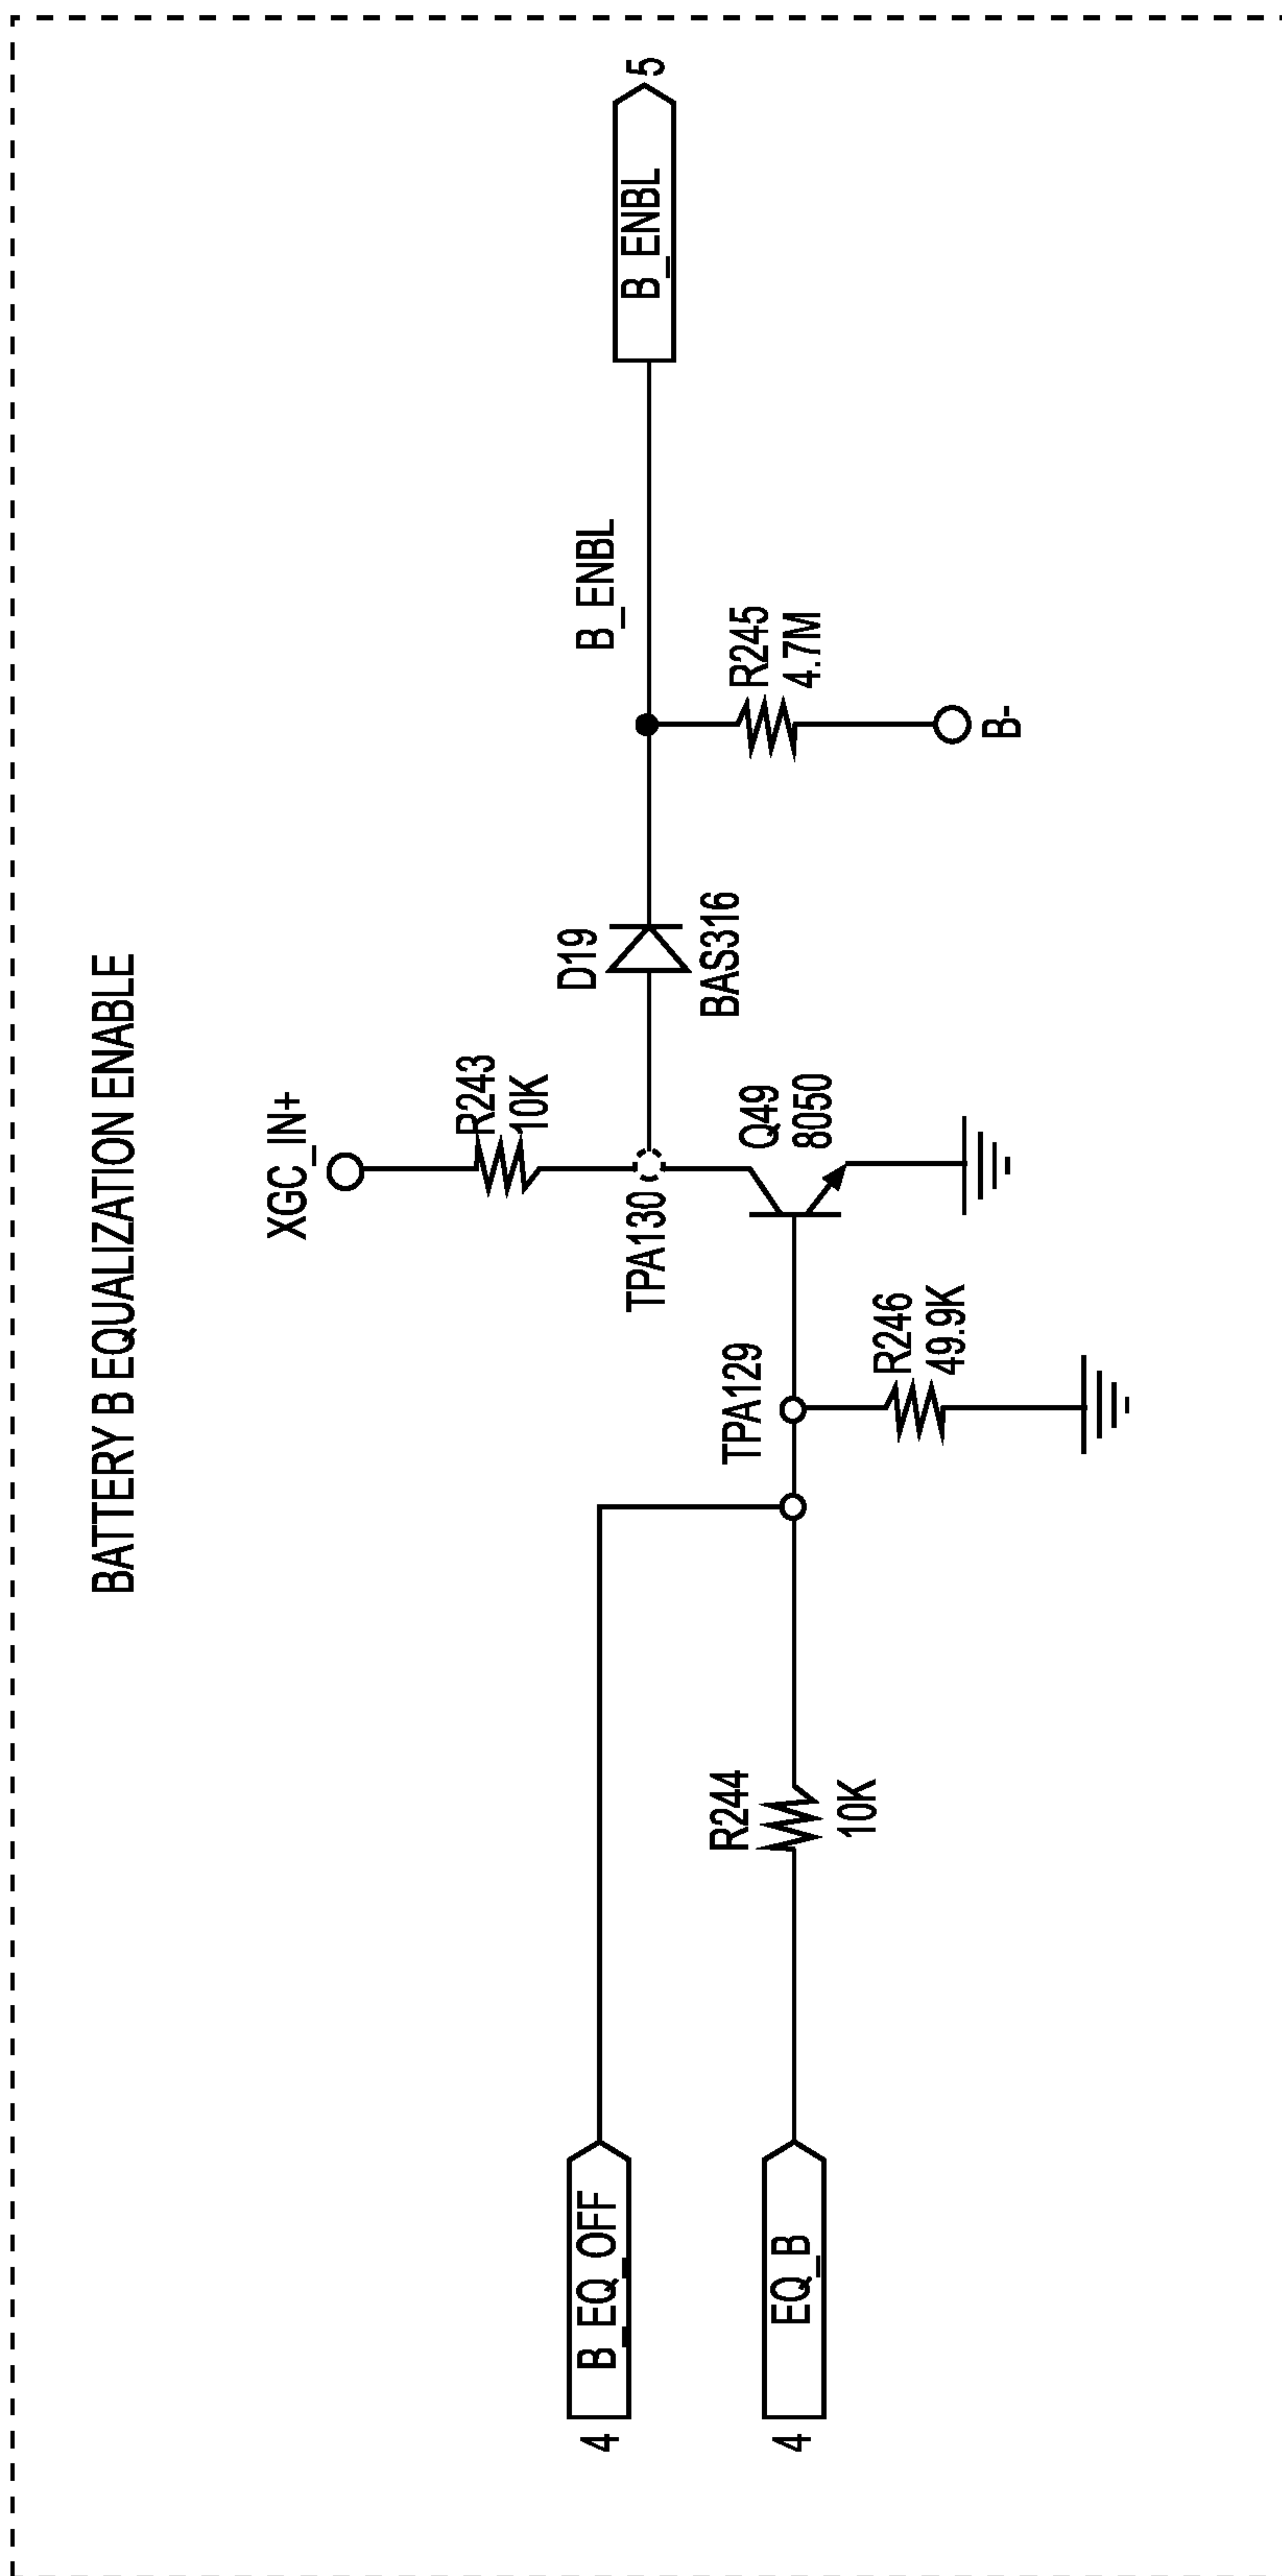 BATTERY B EQUALIZATION ENABLE
XGC_IN+
R243
10K
TPA130
D19
BAS316
B_ENBL
B_ENBL
5
R245
4.7M
B-
Q49
8050
TPA129
R246
49.9K
4
B_EQ_OFF
R244
10K
4
EQ_B